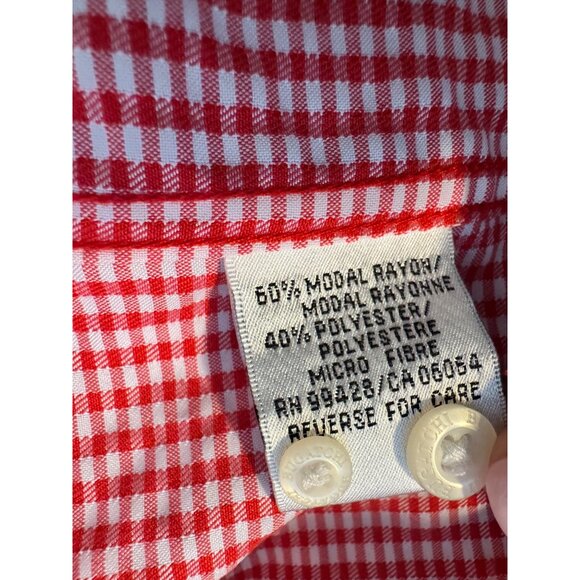 60% MODAL RAYON/
MODAL RAYONNE
40% POLYESTER/
POLYESTERE
MICRO FIBRE
RN 99428/CA 06054
REVERSE FOR CARE